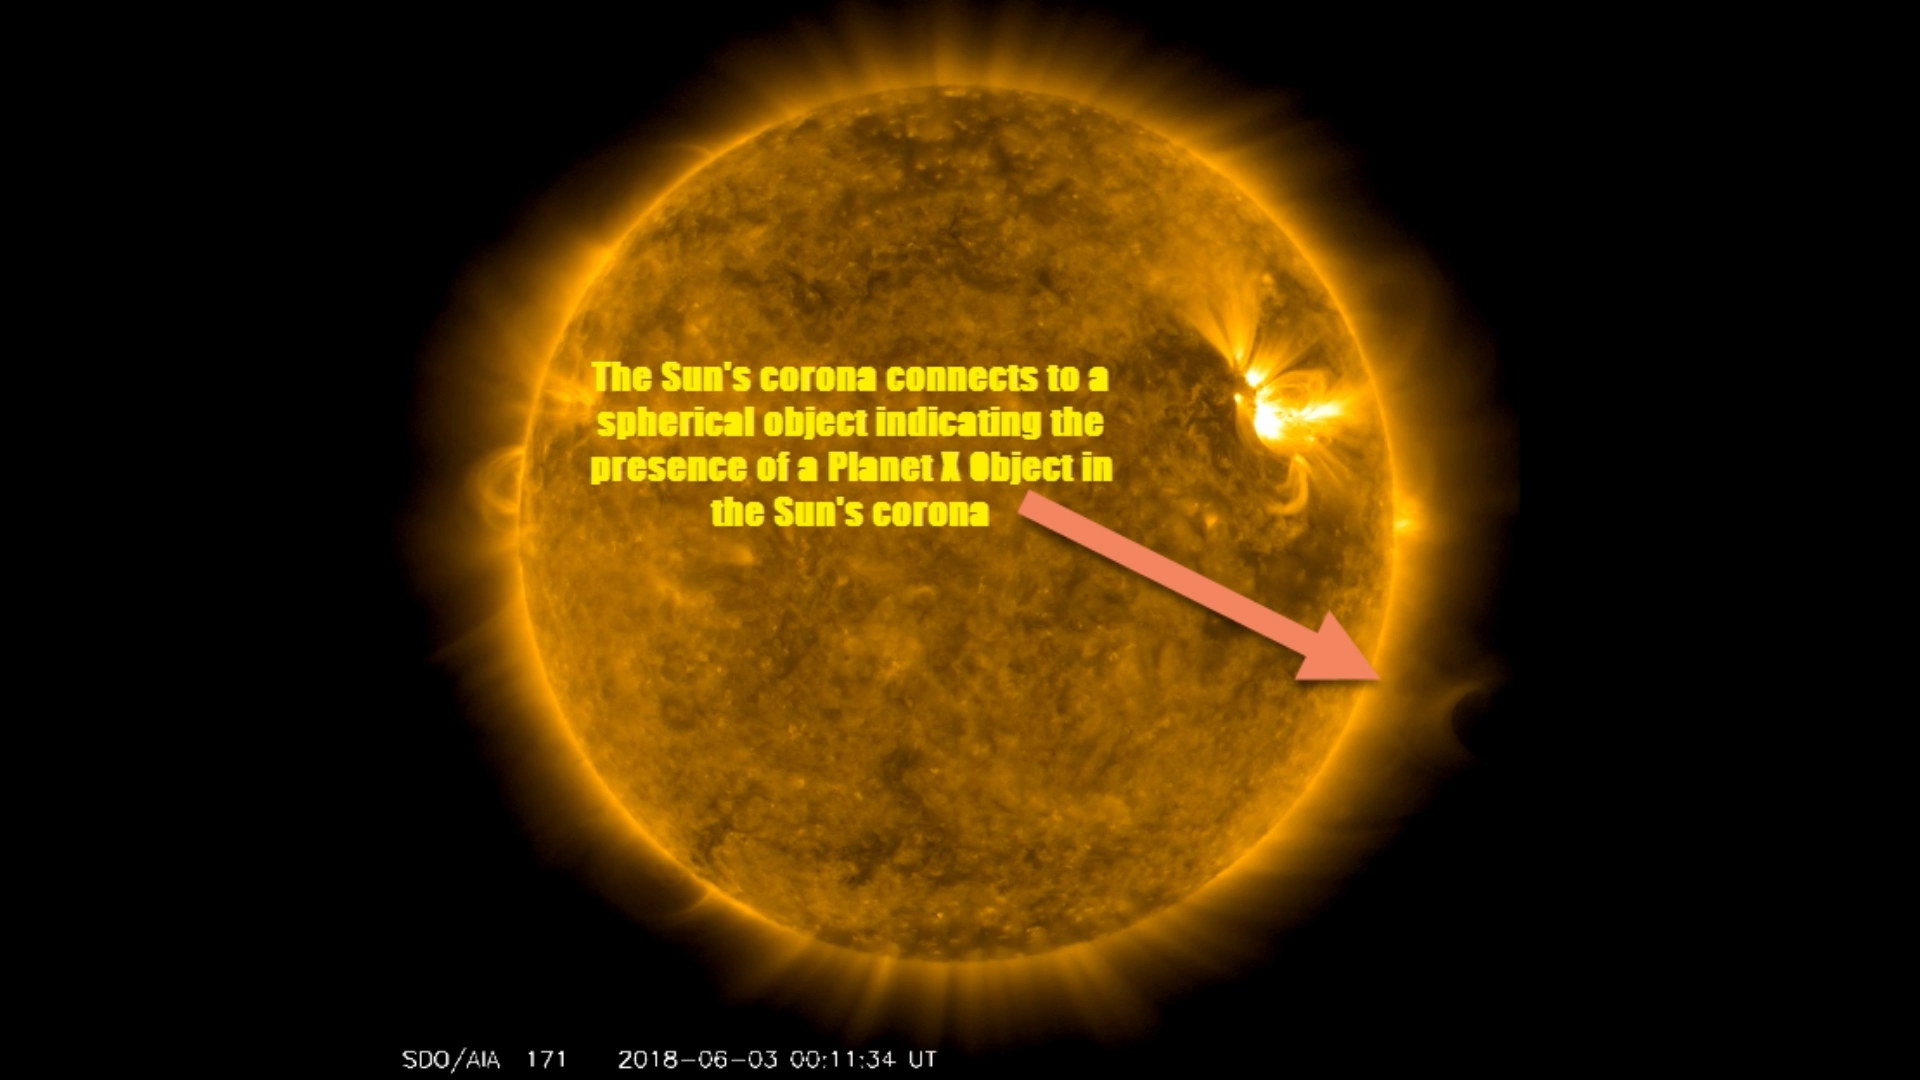 The Sun's corona connects to a
spherical object indicating the
presence of a Planet X Object in
the Sun's corona
SDO/AIA 171 2018-06-03 00:11:34 UT